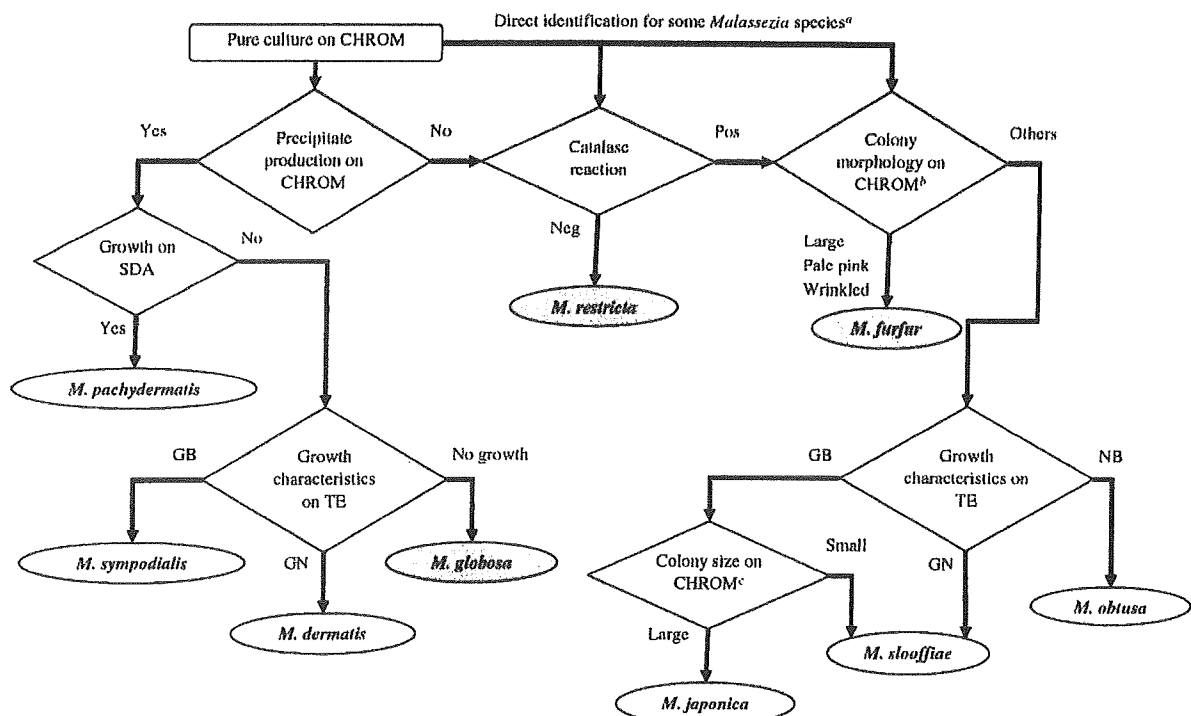 Direct identification for some Malassezia species^a
Pure culture on CHROM
Yes
Precipitate
production on
CHROM
No
Catalase
reaction
Pos
Colony
morphology on
CHROM^b
Others
Growth on
SDA
No
Neg
Large
Pale pink
Wrinkled
M. restricta
M. furfur
Yes
M. pachydermatis
GB
Growth
characteristics
on TE
No growth
GB
Growth
characteristics on
TE
NB
M. sympodialis
GN
M. globosa
Colony size on
CHROM^c
Small
GN
M. obtusa
M. dermatis
Large
M. slooffiae
M. japonica